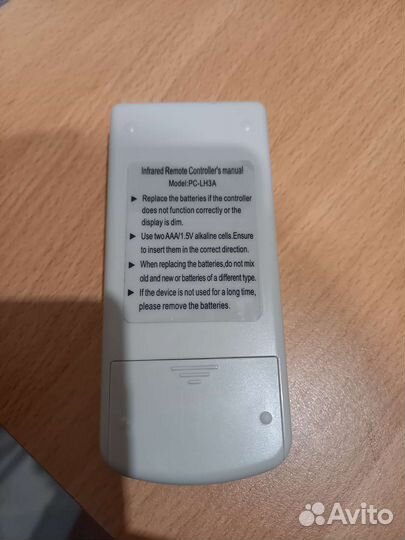 Infrared Remote Controller's manual
Model:PC-LH3A
► Replace the batteries if the controller
does not function correctly or the
display is dim.
► Use two AAA/1.5V alkaline cells.Ensure
to insert them in the correct direction.
► When replacing the batteries,do not mix
old and new or batteries of a different type.
► If the device is not used for a long time,
please remove the batteries.
Avito